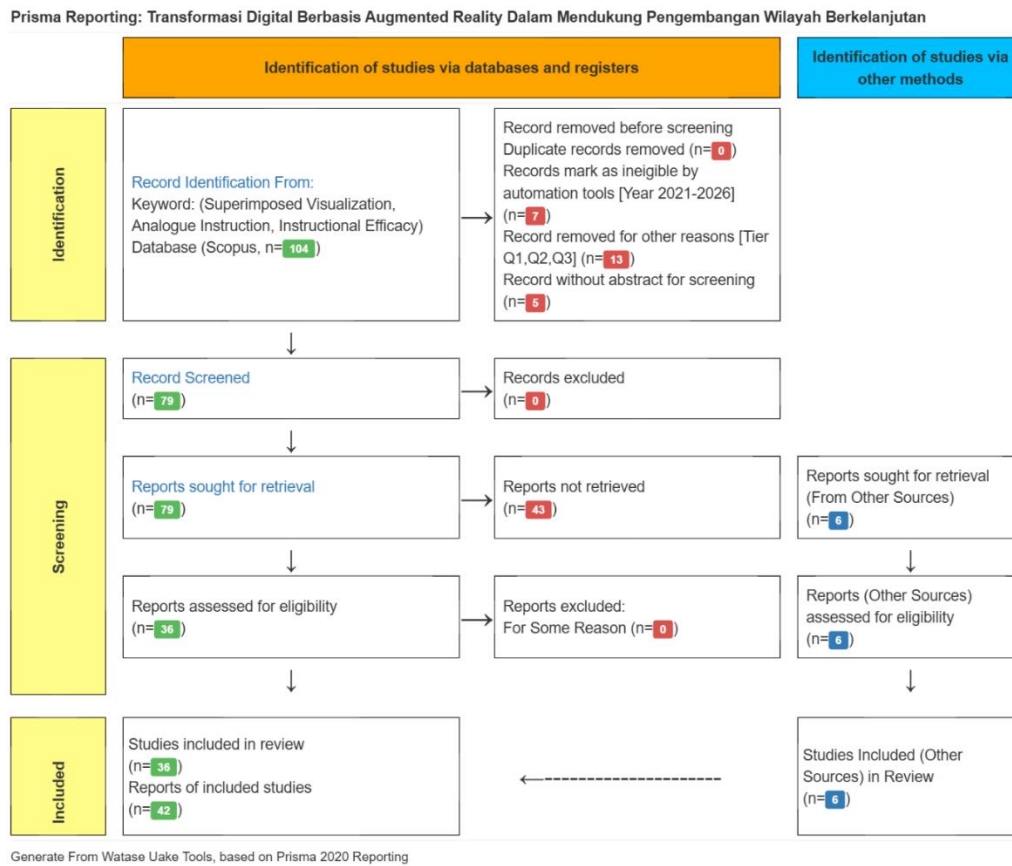 Prisma Reporting: Transformasi Digital Berbasis Augmented Reality Dalam Mendukung Pengembangan Wilayah Berkelanjutan
Identification of studies via databases and registers
Identification of studies via
other methods
Identification
Record Identification From:
Keyword: (Superimposed Visualization,
Analogue Instruction, Instructional Efficacy)
Database (Scopus, n=104)
→
Record removed before screening
Duplicate records removed (n=0)
Records mark as ineigible by
automation tools [Year 2021-2026]
(n=7)
Record removed for other reasons [Tier
Q1,Q2,Q3] (n=13)
Record without abstract for screening
(n=5)
↓
Screening
Record Screened
(n=79)
→
Records excluded
(n=0)
↓
Reports sought for retrieval
(n=79)
→
Reports not retrieved
(n=43)
Reports sought for retrieval
(From Other Sources)
(n=6)
↓
↓
Reports assessed for eligibility
(n=36)
→
Reports excluded:
For Some Reason (n=0)
Reports (Other Sources)
assessed for eligibility
(n=6)
↓
↓
Included
Studies included in review
(n=36)
Reports of included studies
(n=42)
←--------------------
Studies Included (Other
Sources) in Review
(n=6)
Generate From Watase Uake Tools, based on Prisma 2020 Reporting